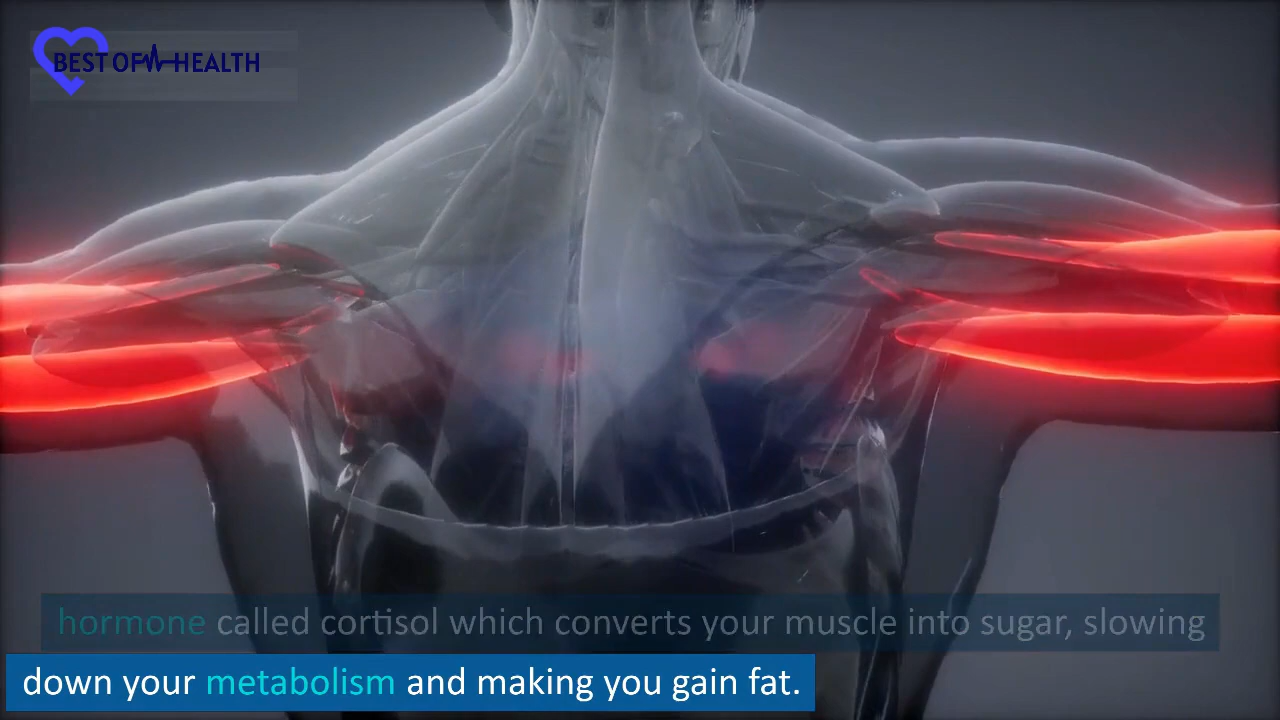 BEST OF HEALTH
hormone called cortisol which converts your muscle into sugar, slowing
down your metabolism and making you gain fat.